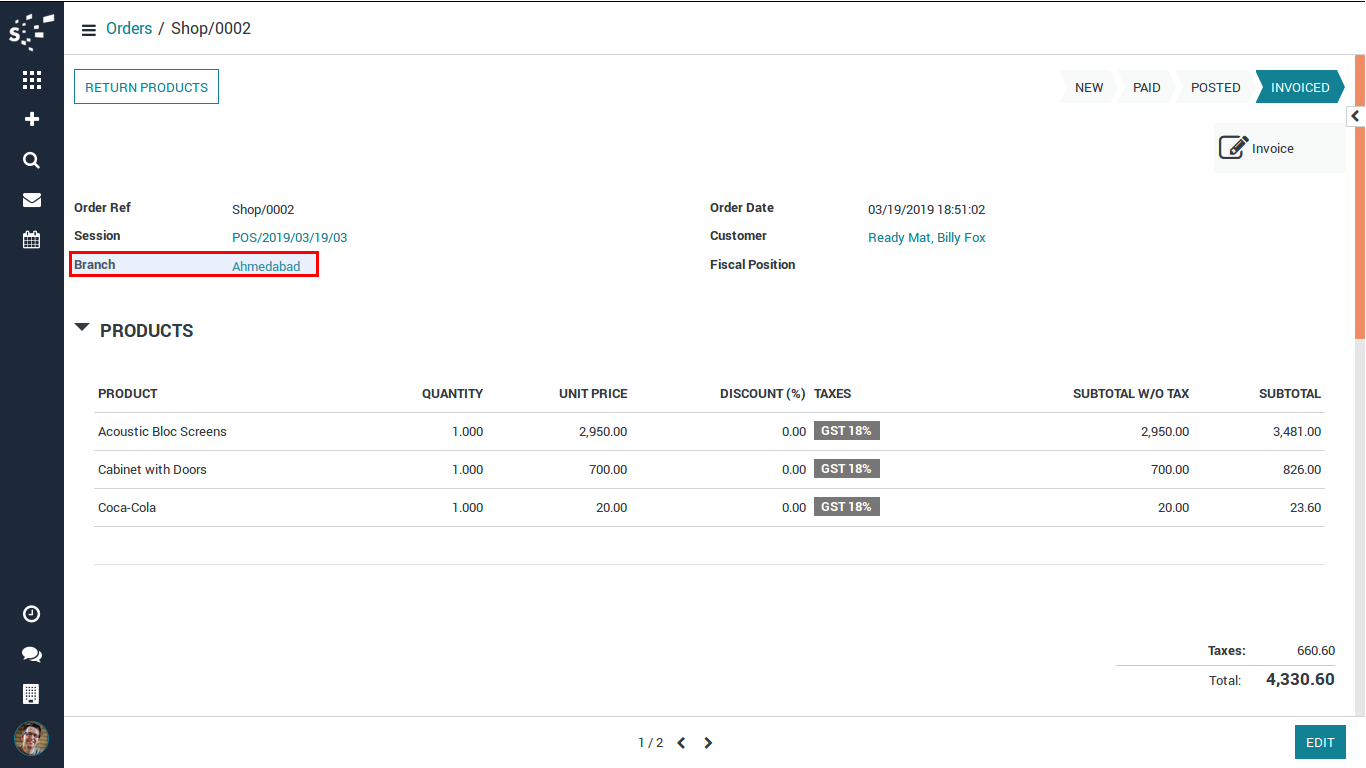 S
Orders / Shop/0002
RETURN PRODUCTS
NEW PAID POSTED INVOICED
Invoice
Order Ref Shop/0002 Order Date 03/19/2019 18:51:02
Session POS/2019/03/19/03 Customer Ready Mat, Billy Fox
Branch Ahmedabad Fiscal Position
PRODUCTS
PRODUCT QUANTITY UNIT PRICE DISCOUNT (%) TAXES SUBTOTAL W/O TAX SUBTOTAL
Acoustic Bloc Screens 1.000 2,950.00 0.00 GST 18% 2,950.00 3,481.00
Cabinet with Doors 1.000 700.00 0.00 GST 18% 700.00 826.00
Coca-Cola 1.000 20.00 0.00 GST 18% 20.00 23.60
Taxes: 660.60
Total: 4,330.60
1 / 2
EDIT